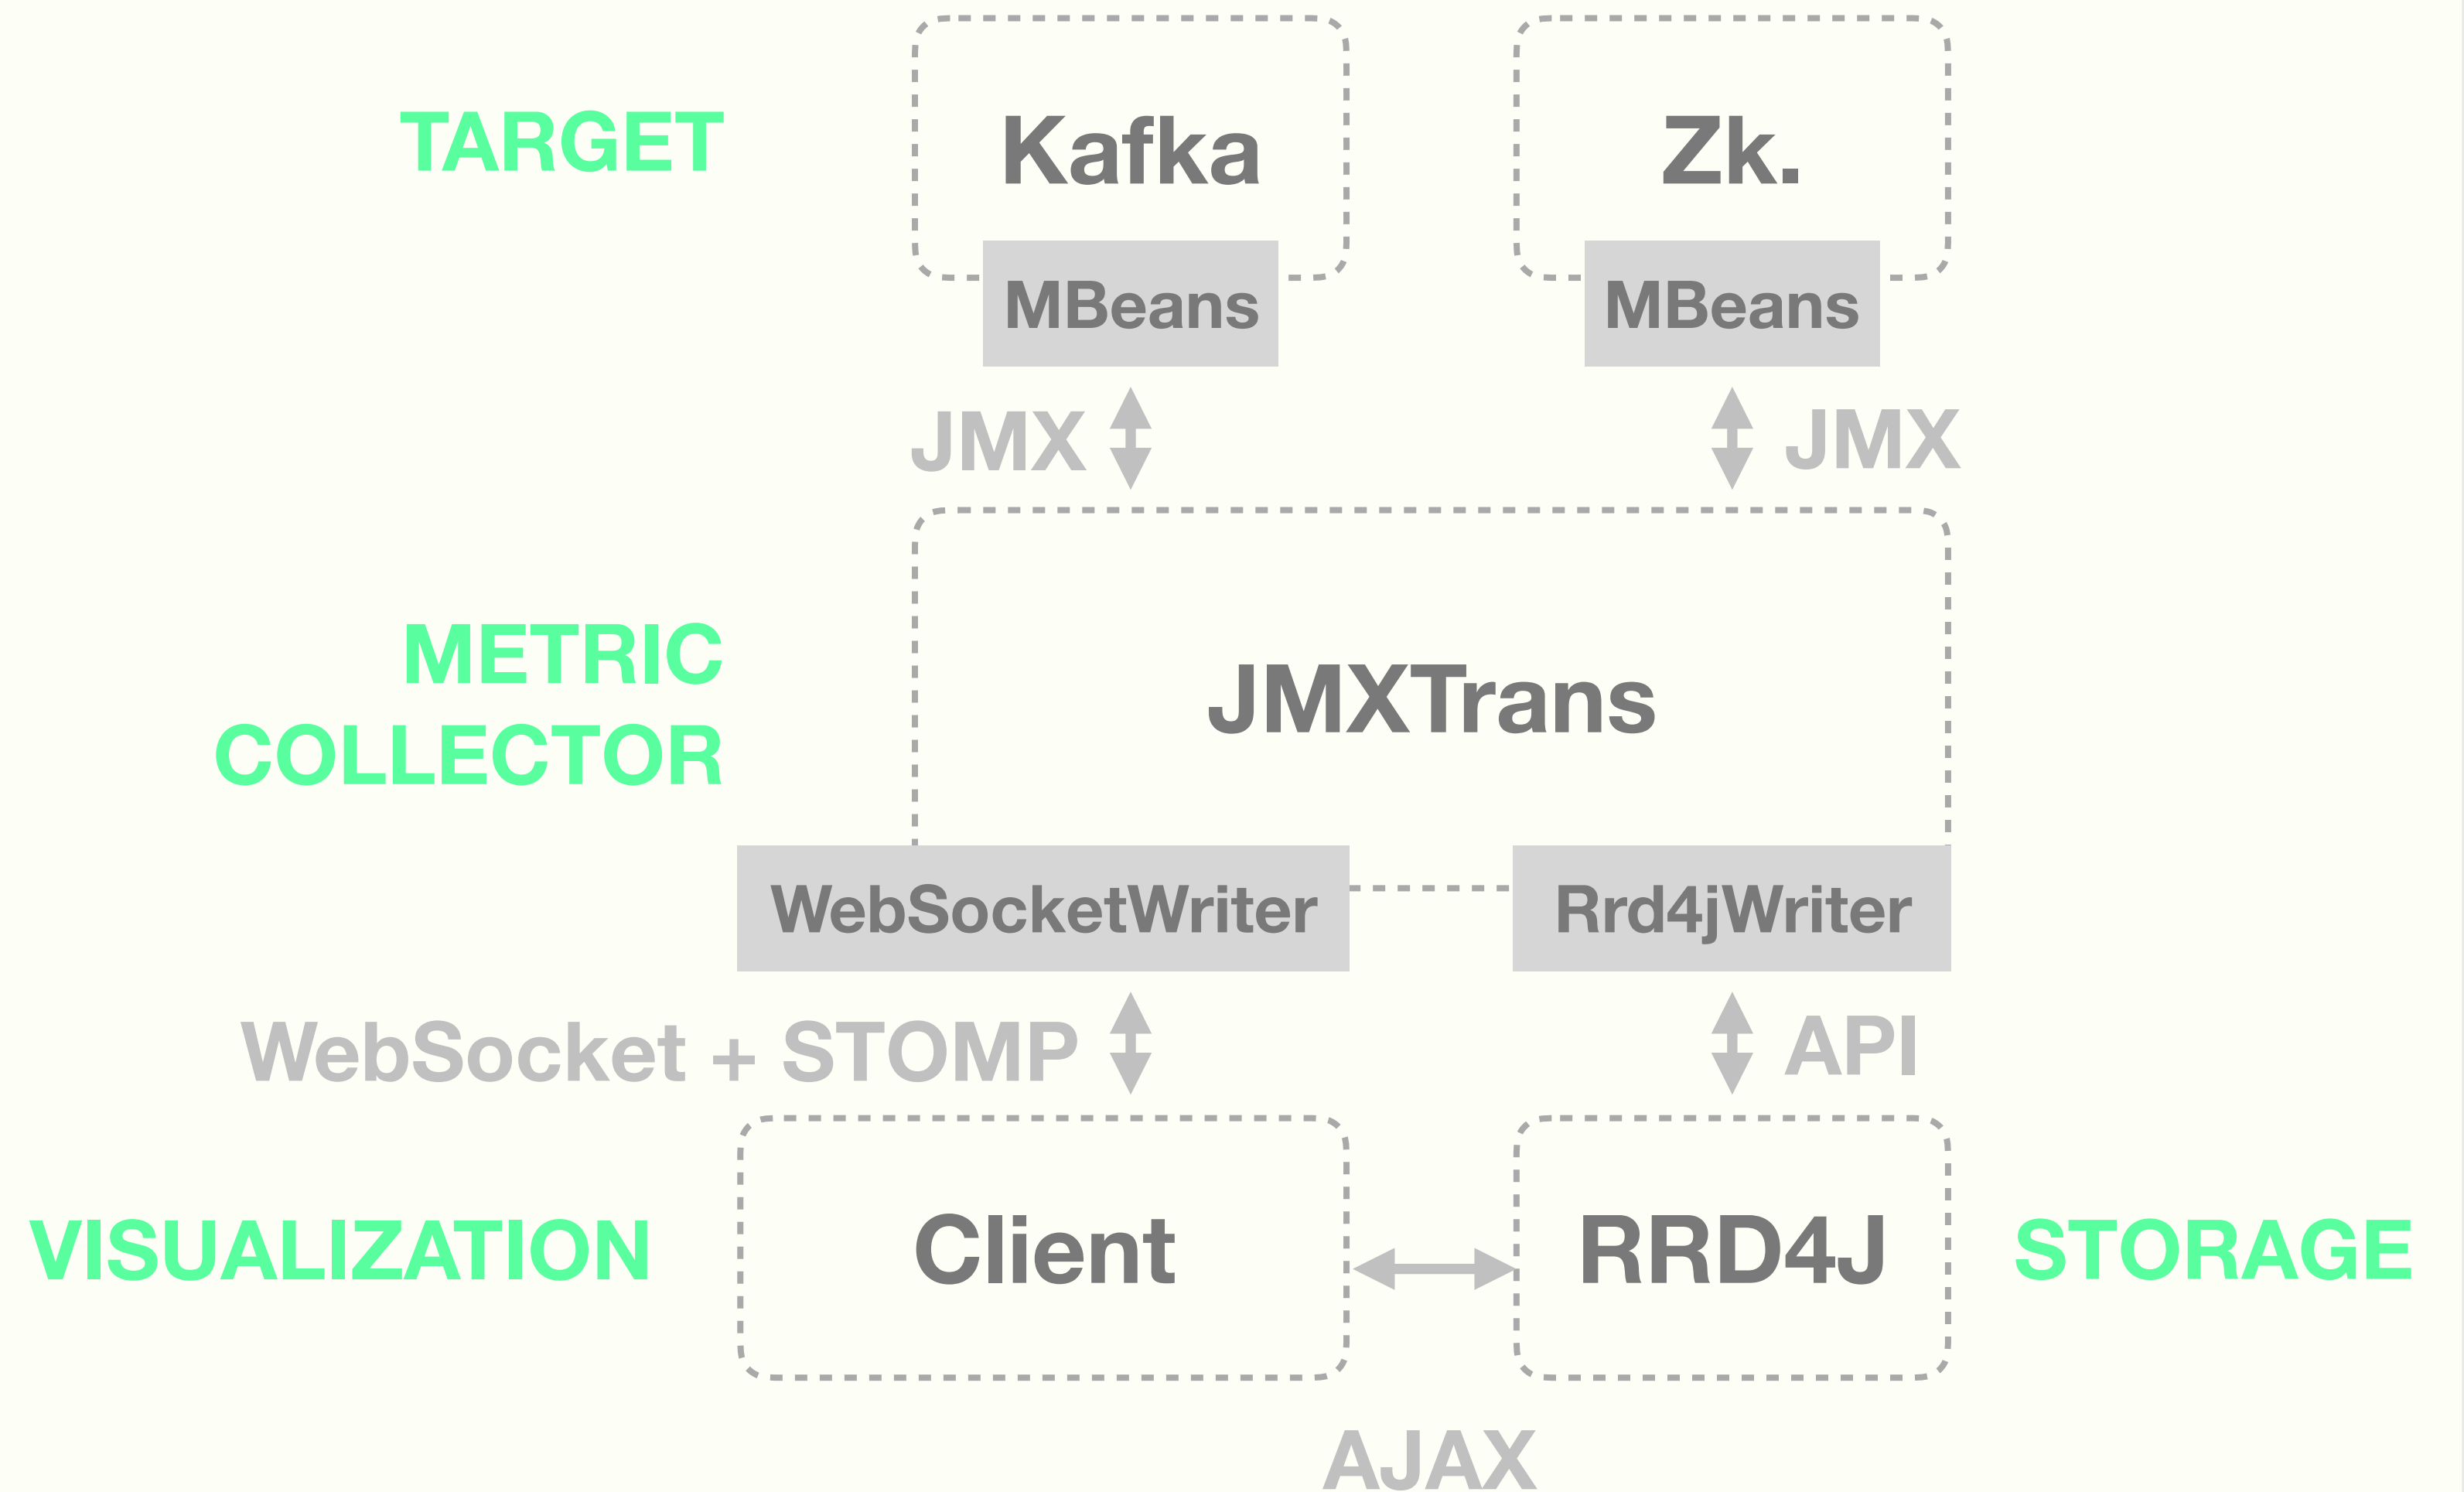 TARGET
Kafka
Zk.
MBeans
MBeans
JMX
JMX
METRIC
COLLECTOR
JMXTrans
WebSocketWriter
Rrd4jWriter
WebSocket + STOMP
API
VISUALIZATION
Client
RRD4J
STORAGE
AJAX